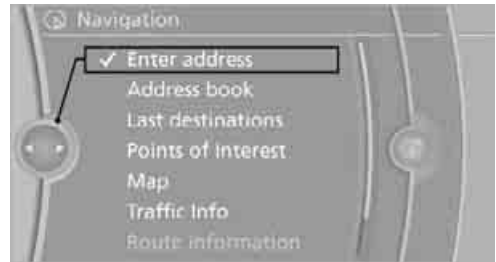 Navigation
Enter address
Address book
Last destinations
Points of Interest
Map
Traffic Info
Route information